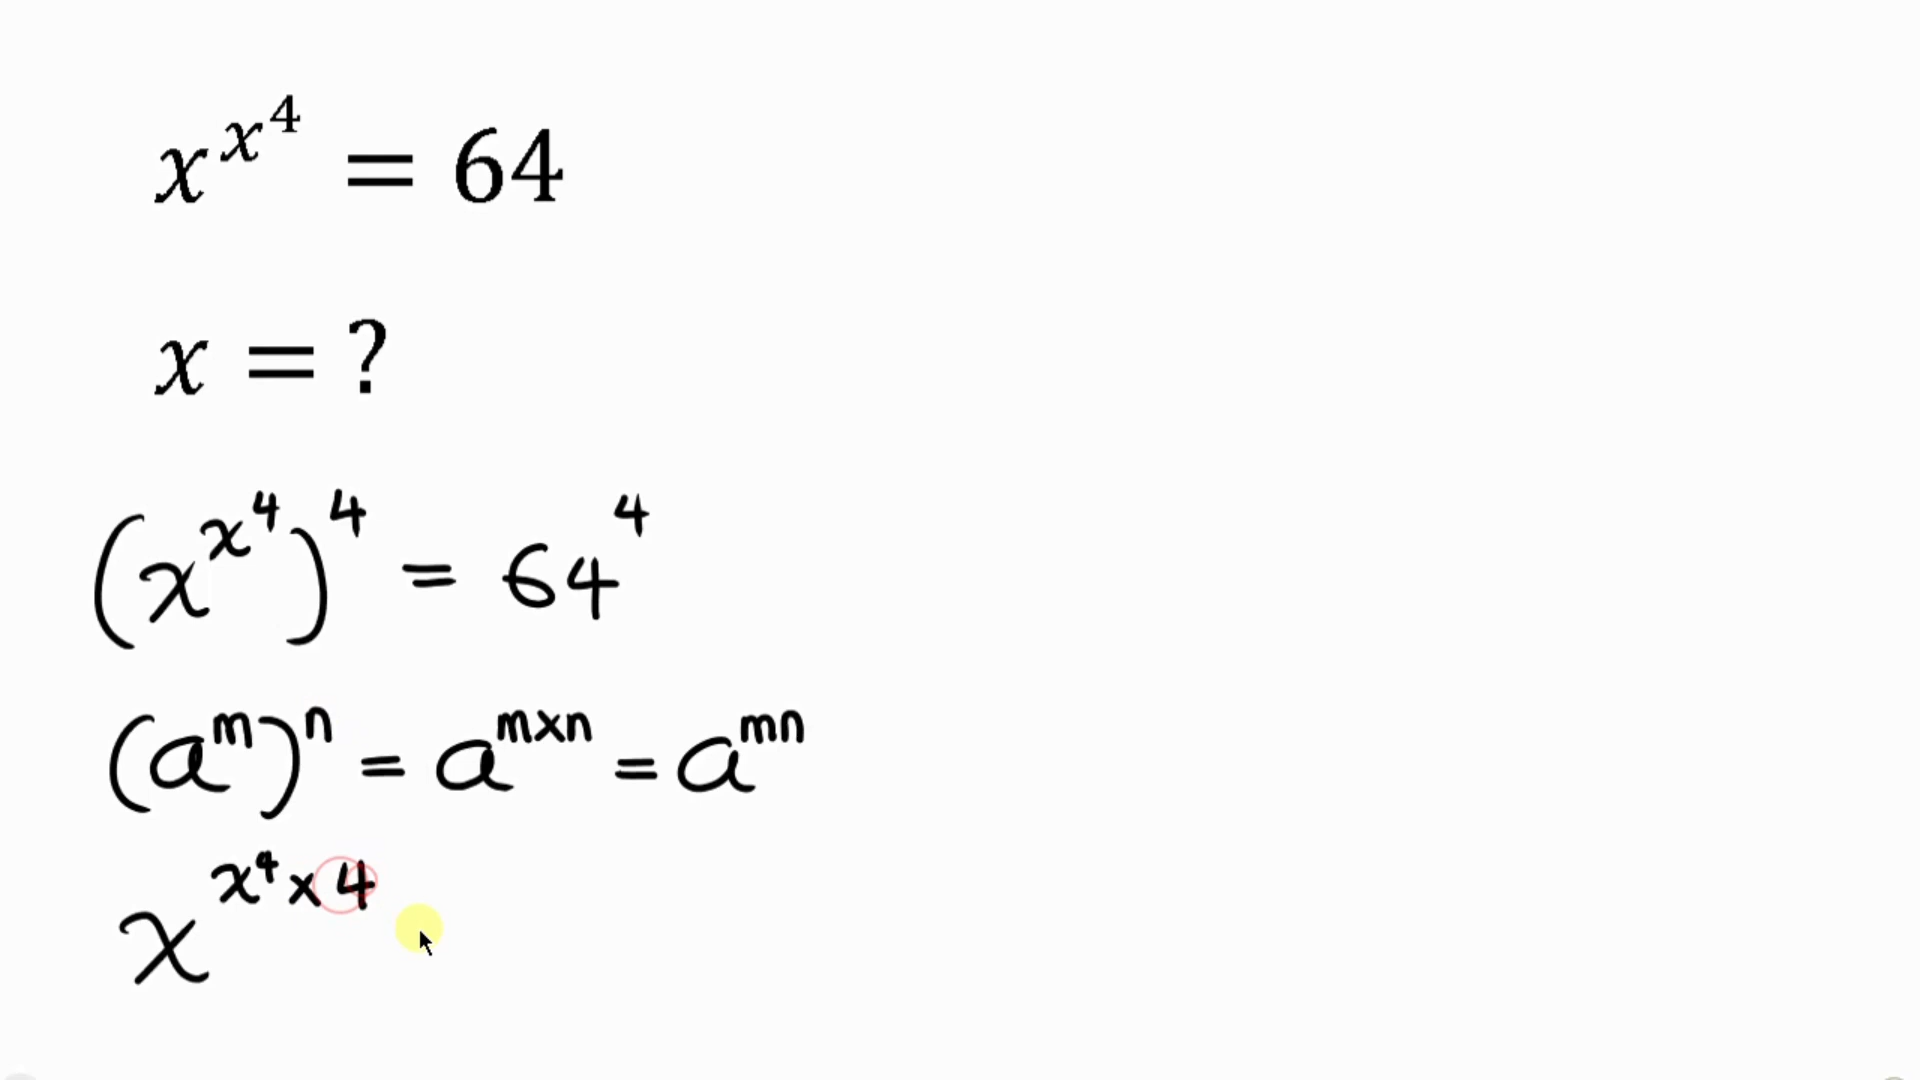 x^{x^4} = 64
x = ?
(x^{x^4})^4 = 64^4
(a^m)^n = a^{m×n} = a^{mn}
x^{x^4×4}